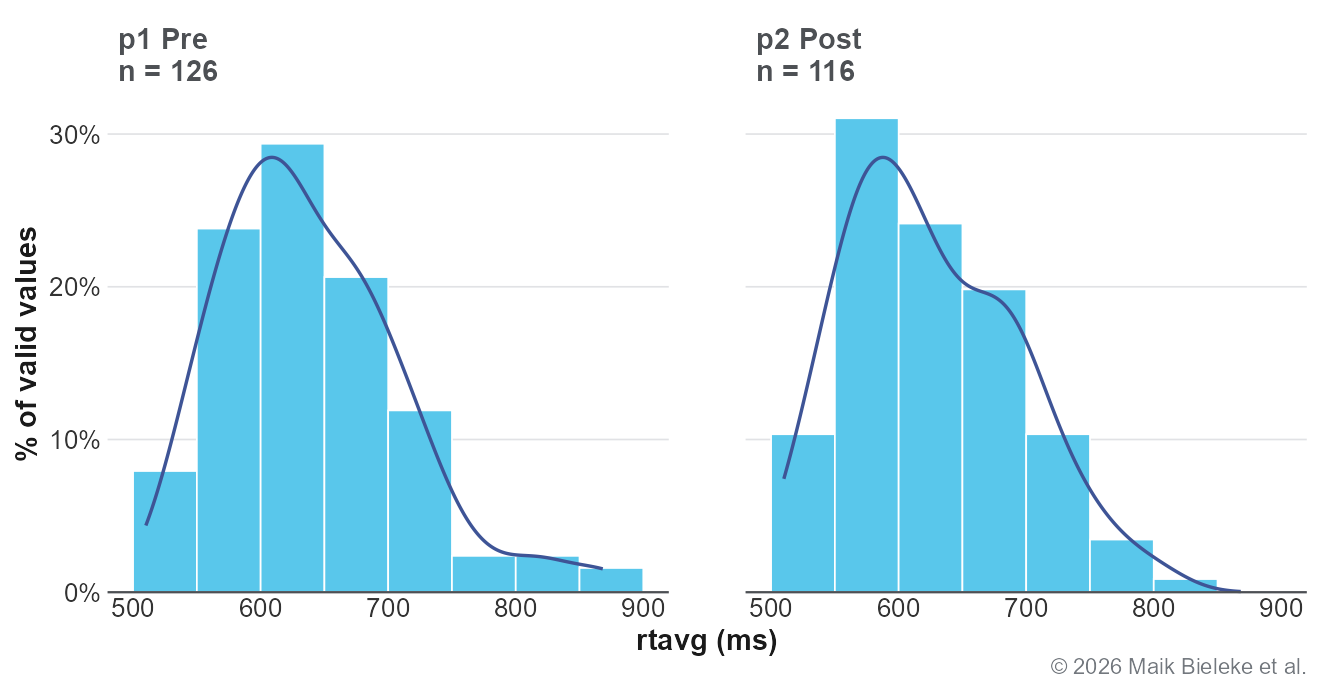 p1 Pre
n = 126
p2 Post
n = 116
% of valid values
30%
20%
10%
0%
500 600 700 800 900
500 600 700 800 900
rtavg (ms)
© 2026 Maik Bieleke et al.